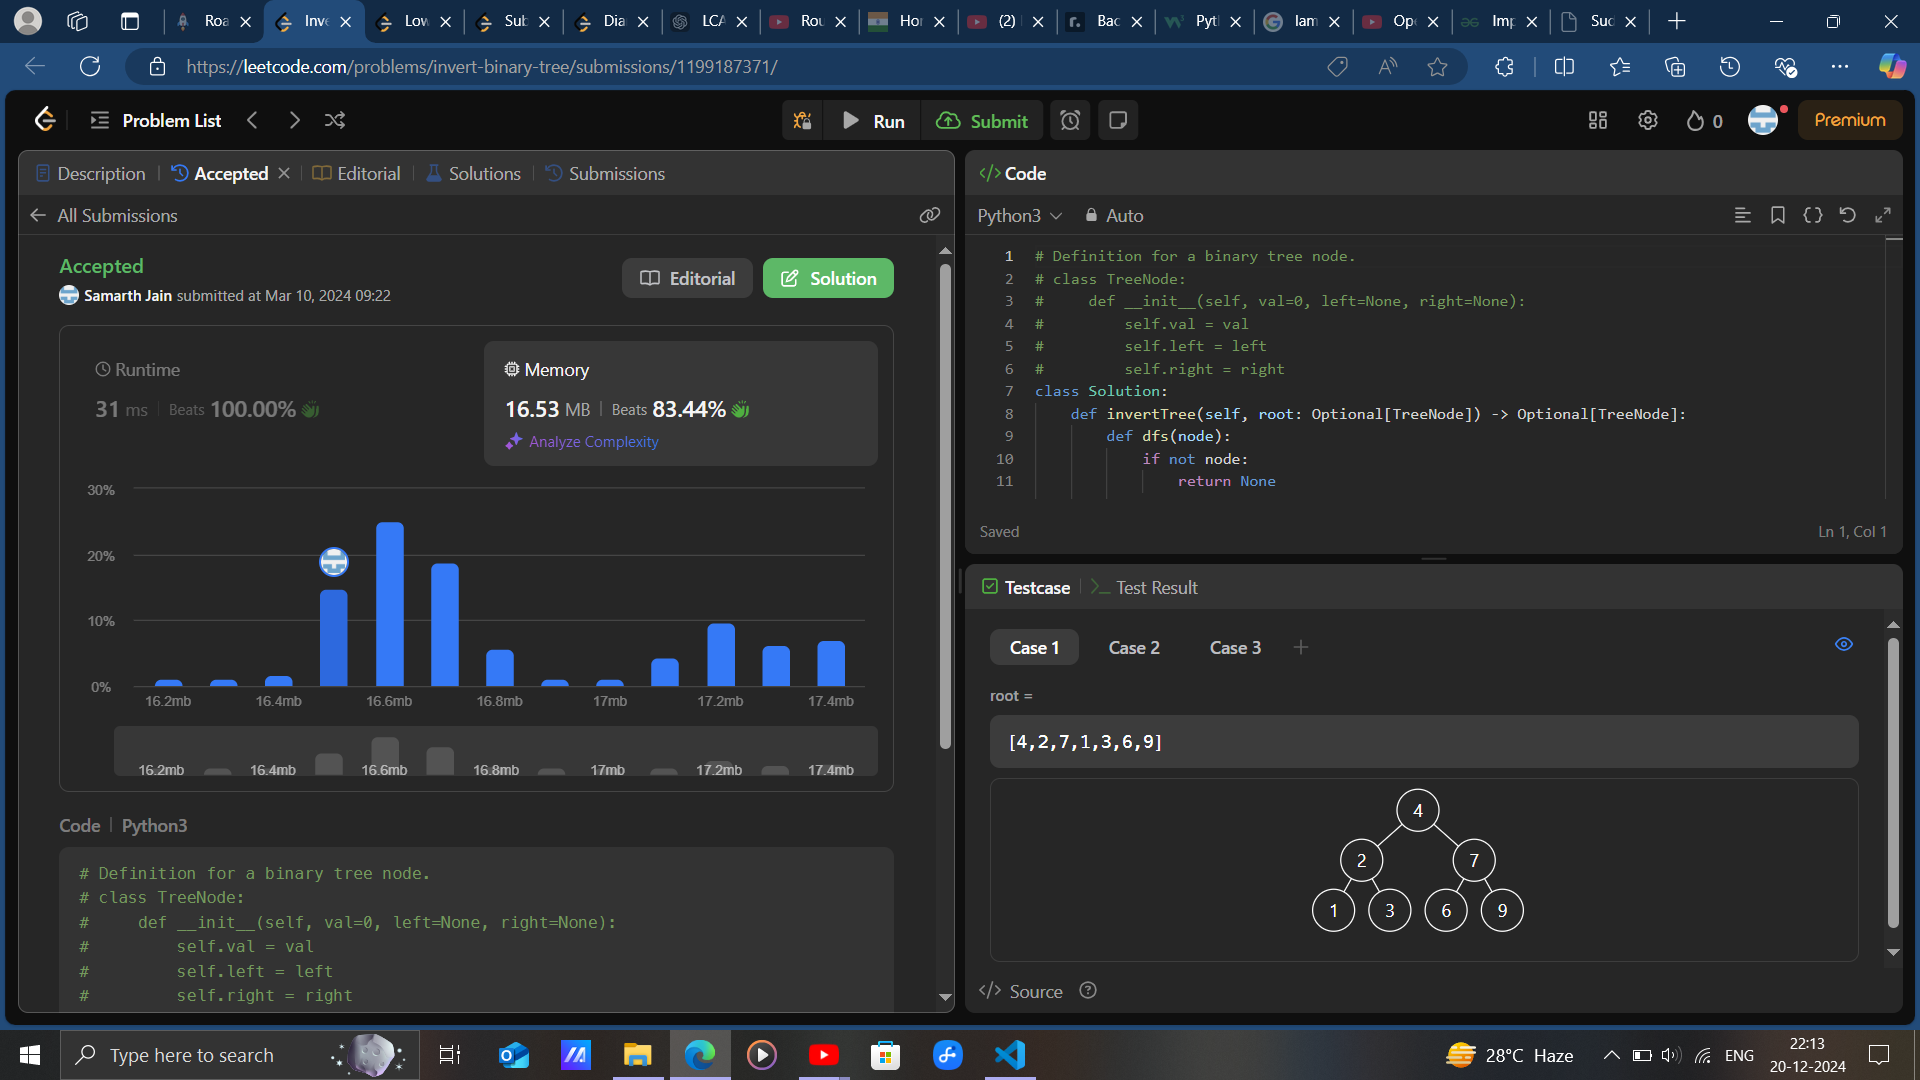 Roa
Inve
Low
Sub
Dia
LCA
Rou
Hor
(2)
Bac
Pytl
lam
Ope
Imp
Suc
https://leetcode.com/problems/invert-binary-tree/submissions/1199187371/
Problem List
Run
Submit
0
Premium
Description
Accepted
Editorial
Solutions
Submissions
All Submissions
Accepted
Samarth Jain submitted at Mar 10, 2024 09:22
Editorial
Solution
Runtime
31 ms
Beats 100.00%
Memory
16.53 MB
Beats 83.44%
Analyze Complexity
30%
20%
10%
0%
16.2mb 16.4mb 16.6mb 16.8mb 17mb 17.2mb 17.4mb
16.2mb 16.4mb 16.6mb 16.8mb 17mb 17.2mb 17.4mb
Code | Python3
# Definition for a binary tree node.
# class TreeNode:
#     def __init__(self, val=0, left=None, right=None):
#         self.val = val
#         self.left = left
#         self.right = right
</> Code
Python3
Auto
1 # Definition for a binary tree node.
2 # class TreeNode:
3 #     def __init__(self, val=0, left=None, right=None):
4 #         self.val = val
5 #         self.left = left
6 #         self.right = right
7 class Solution:
8     def invertTree(self, root: Optional[TreeNode]) -> Optional[TreeNode]:
9         def dfs(node):
10             if not node:
11                 return None
Saved
Ln 1, Col 1
Testcase
Test Result
Case 1
Case 2
Case 3
root =
[4,2,7,1,3,6,9]
4
2 7
1 3 6 9
</> Source
Type here to search
28°C Haze
ENG
22:13
20-12-2024